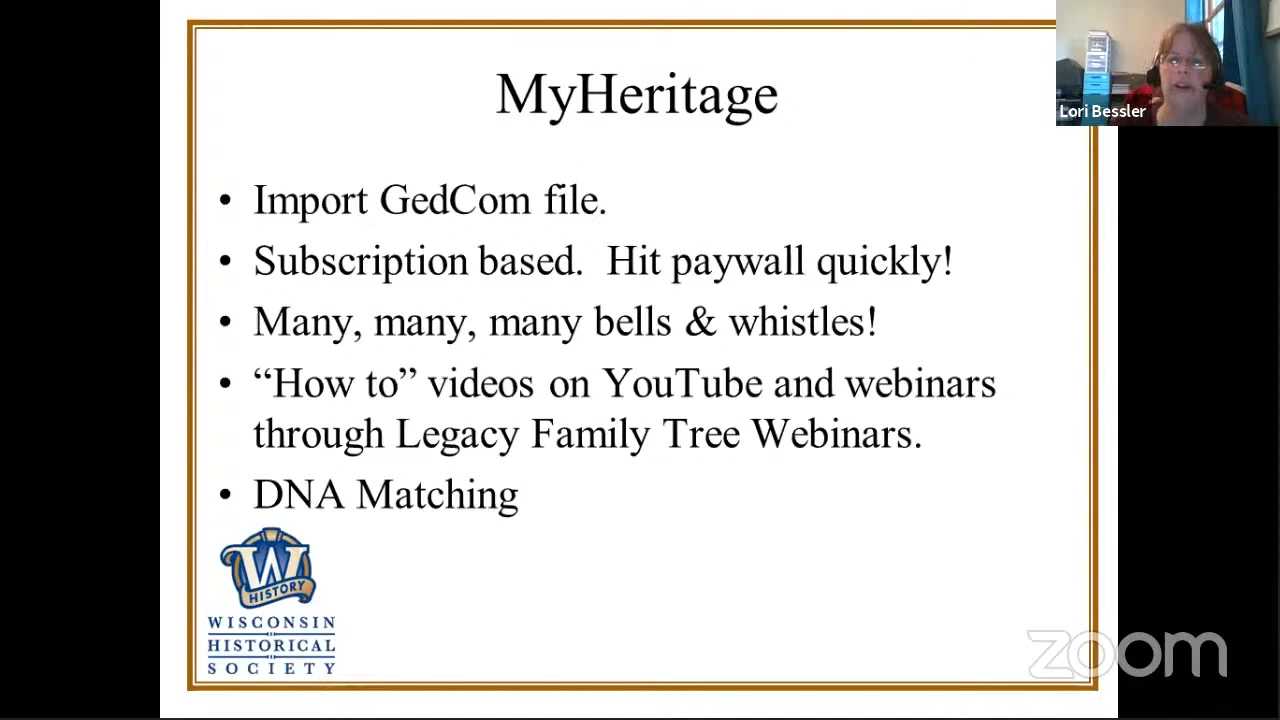 MyHeritage
Lori Bessler
• Import GedCom file.
• Subscription based.  Hit paywall quickly!
• Many, many, many bells & whistles!
• “How to” videos on YouTube and webinars
through Legacy Family Tree Webinars.
• DNA Matching
W
HISTORY
WISCONSIN
HISTORICAL
SOCIETY
zoom